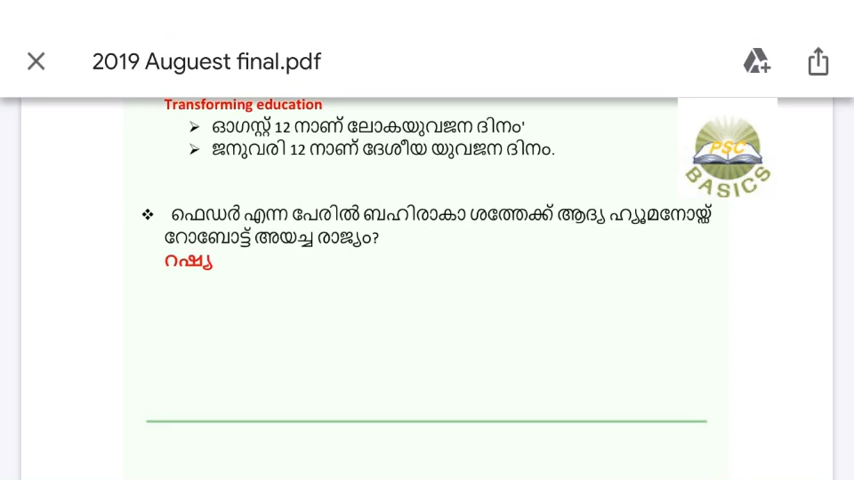 2019 Auguest final.pdf
Transforming education
➢ ഓഗസ്റ്റ് 12 നാണ് ലോകയുവജന ദിനം'
➢ ജനുവരി 12 നാണ് ദേശീയ യുവജന ദിനം.
PSC
BASICS
❖ ഫെഡർ എന്ന പേരിൽ ബഹിരാകാ ശത്തേക്ക് ആദ്യ ഹ്യൂമനോയ്ഡ്
റോബോട്ട് അയച്ച രാജ്യം?
റഷ്യ